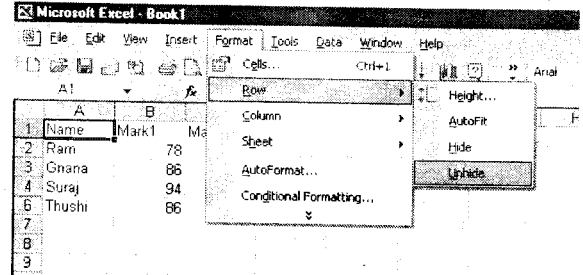 Microsoft Excel - Book1
File Edit View Insert Format Tools Data Window Help
Cells... Ctrl+1 Arial
A1 fx Row Height...
A B Column AutoFit H
1 Name Mark1 Ma Sheet Hide
2 Ram 78
3 Gnana 86 AutoFormat... Unhide
4 Suraj 94 Conditional Formatting...
6 Thushi 86
7
8
9